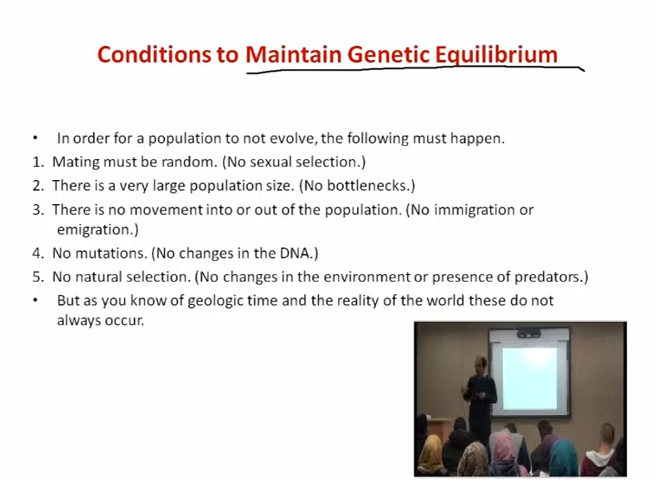 Conditions to Maintain Genetic Equilibrium
• In order for a population to not evolve, the following must happen.
1. Mating must be random. (No sexual selection.)
2. There is a very large population size. (No bottlenecks.)
3. There is no movement into or out of the population. (No immigration or
emigration.)
4. No mutations. (No changes in the DNA.)
5. No natural selection. (No changes in the environment or presence of predators.)
• But as you know of geologic time and the reality of the world these do not
always occur.